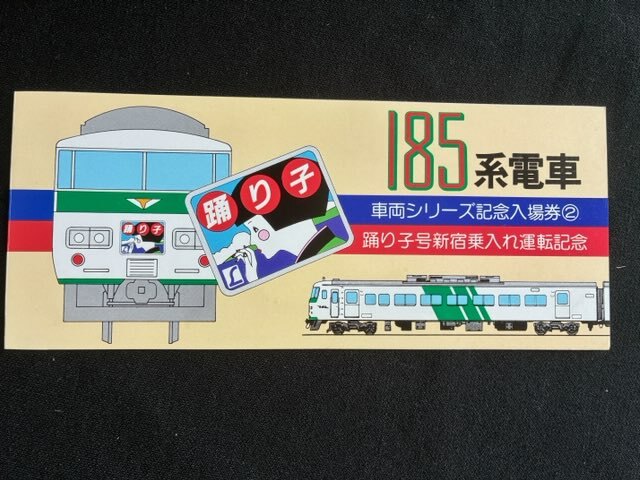 185系電車
車両シリーズ記念入場券②
踊り子号新宿乗入れ運転記念
踊り子
踊り子